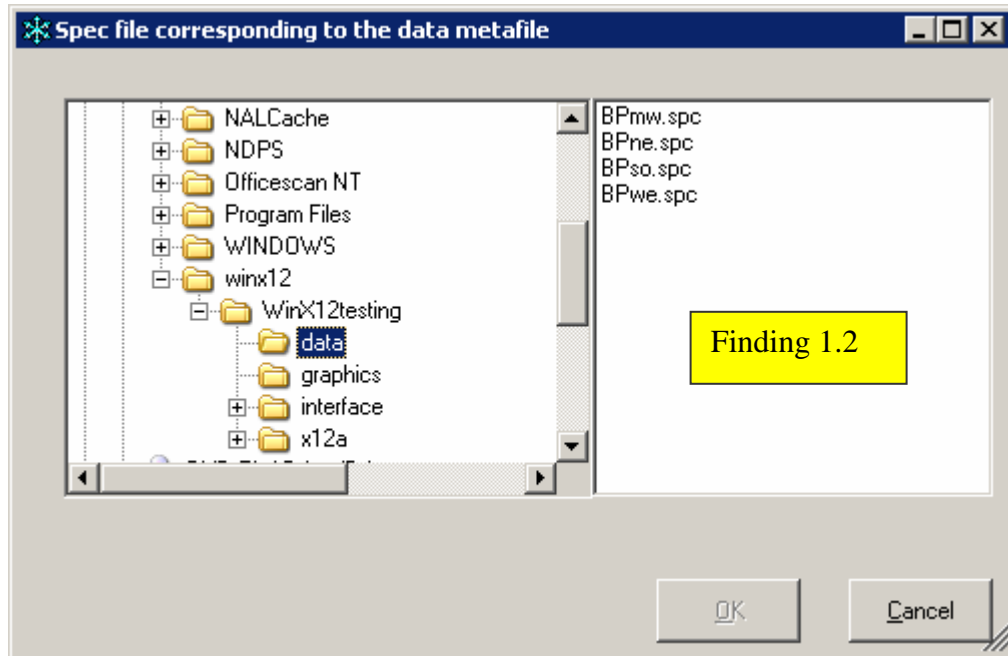 Spec file corresponding to the data metafile
NALCache
NDPS
Officescan NT
Program Files
WINDOWS
winx12
WinX12testing
data
graphics
interface
x12a
BPmw.spc
BPne.spc
BPso.spc
BPwe.spc
Finding 1.2
OK
Cancel